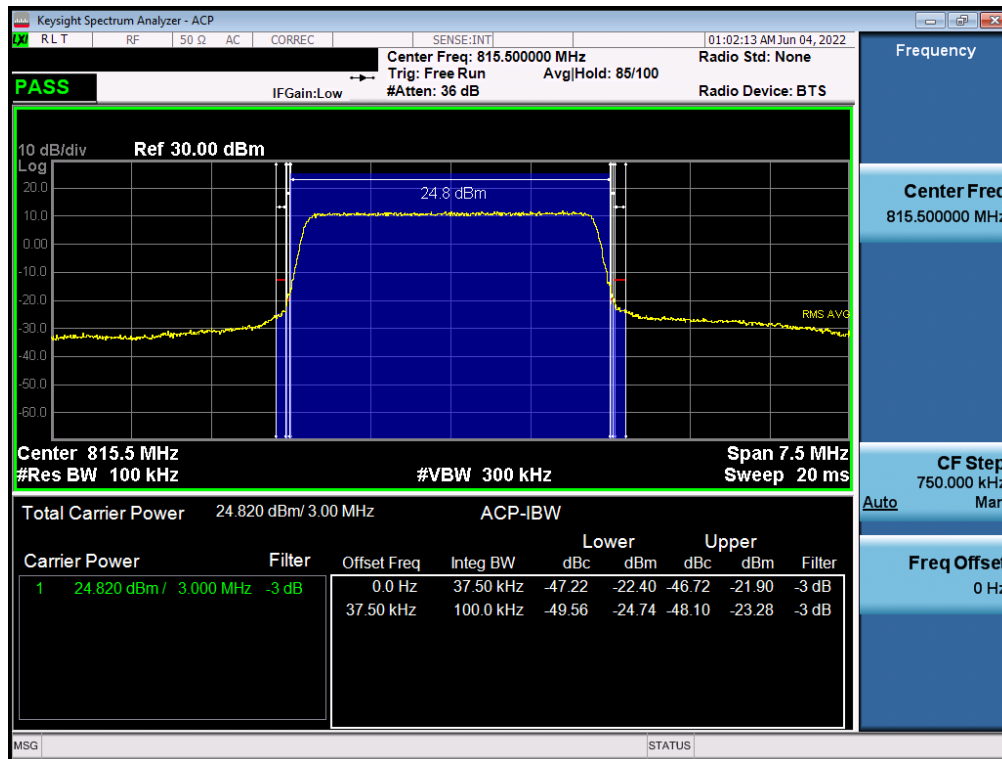 Keysight Spectrum Analyzer - ACP
LXI RLT RF 50 Ω AC CORREC SENSE:INT 01:02:13 AM Jun 04, 2022
Center Freq: 815.500000 MHz Radio Std: None
Trig: Free Run Avg|Hold: 85/100
PASS IFGain:Low #Atten: 36 dB Radio Device: BTS
10 dB/div Ref 30.00 dBm
Log
20.0
24.8 dBm
10.0
0.00
-10.0
-20.0
RMS AVG
-30.0
-40.0
-50.0
-60.0
Center 815.5 MHz Span 7.5 MHz
#Res BW 100 kHz #VBW 300 kHz Sweep 20 ms
Total Carrier Power 24.820 dBm/ 3.00 MHz ACP-IBW
Lower Upper
Carrier Power Filter Offset Freq Integ BW dBc dBm dBc dBm Filter
1 24.820 dBm / 3.000 MHz -3 dB 0.0 Hz 37.50 kHz -47.22 -22.40 -46.72 -21.90 -3 dB
37.50 kHz 100.0 kHz -49.56 -24.74 -48.10 -23.28 -3 dB
MSG STATUS
Frequency
Center Freq
815.500000 MHz
CF Step
750.000 kHz
Auto Man
Freq Offset
0 Hz